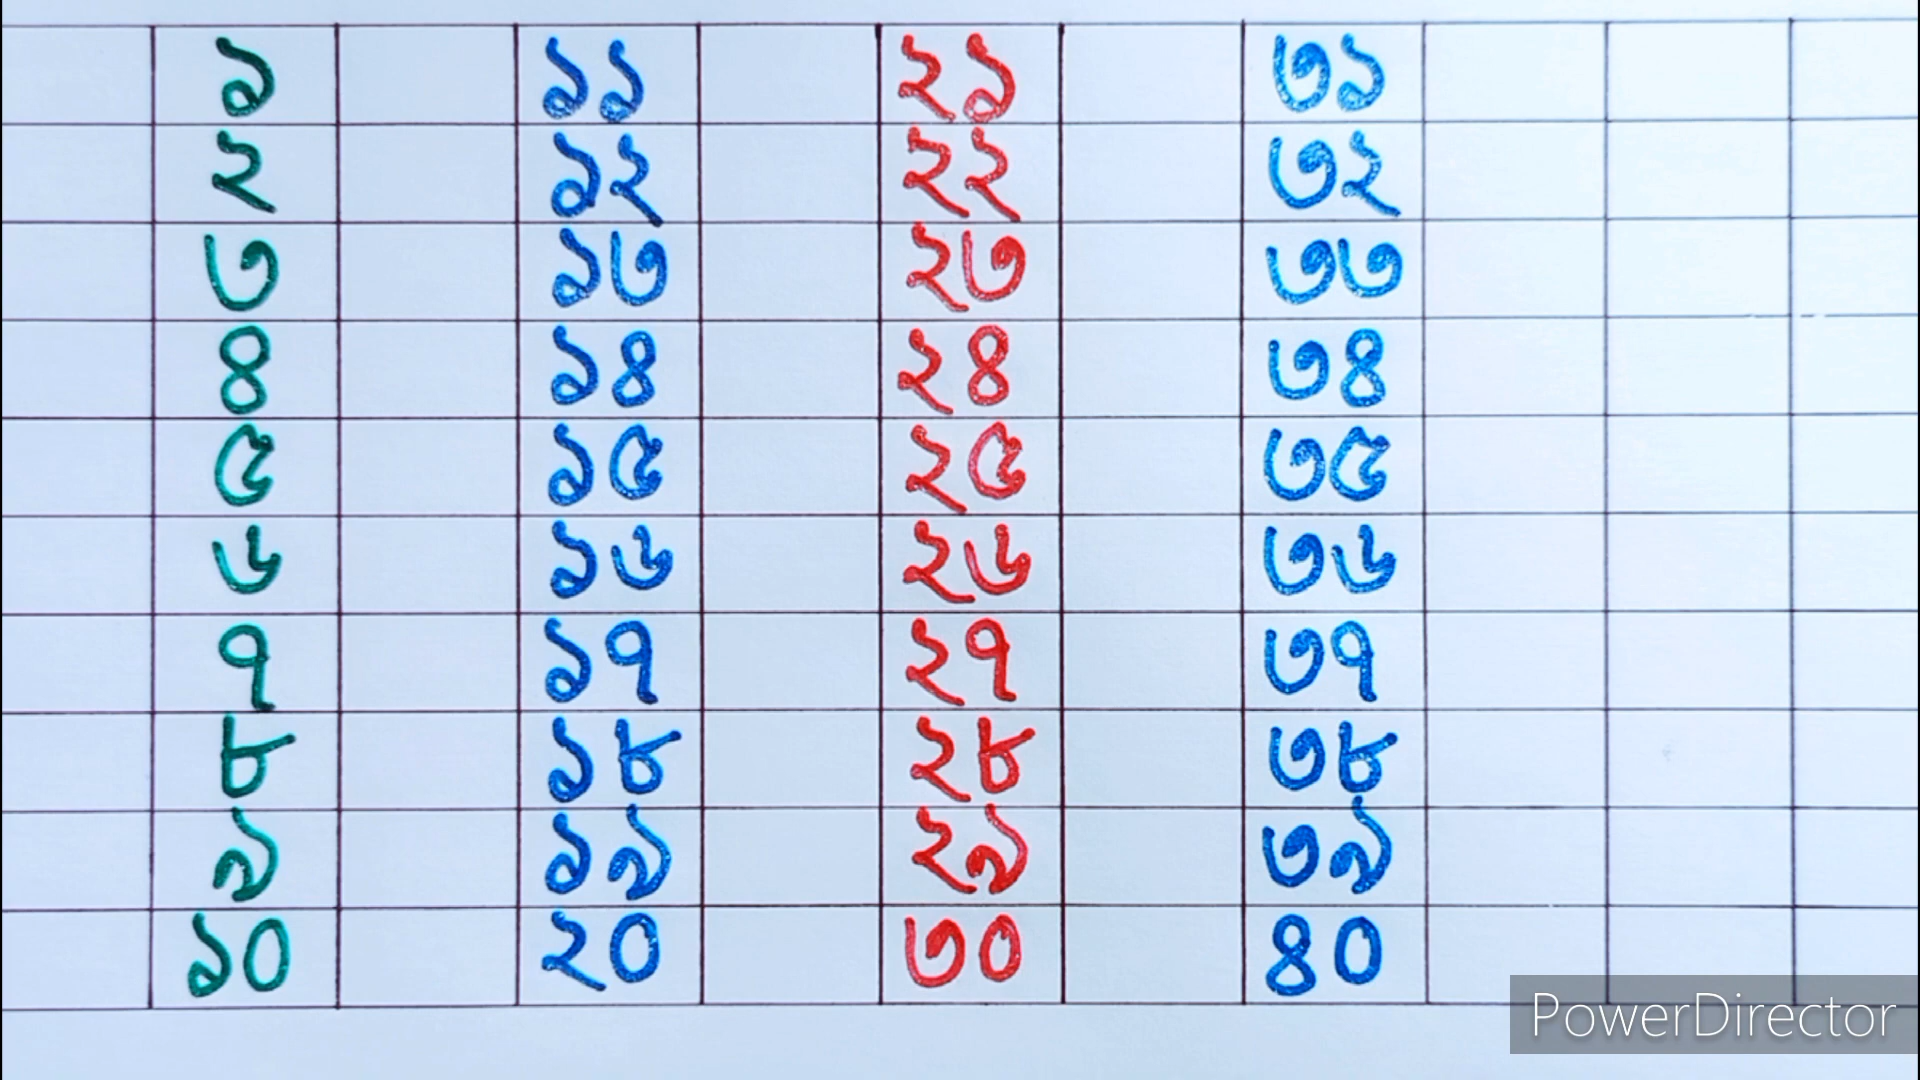 ১ ১১ ২১ ৩১
২ ১২ ২২ ৩২
৩ ১৩ ২৩ ৩৩
৪ ১৪ ২৪ ৩৪
৫ ১৫ ২৫ ৩৫
৬ ১৬ ২৬ ৩৬
৭ ১৭ ২৭ ৩৭
৮ ১৮ ২৮ ৩৮
৯ ১৯ ২৯ ৩৯
১০ ২০ ৩০ ৪০
PowerDirector